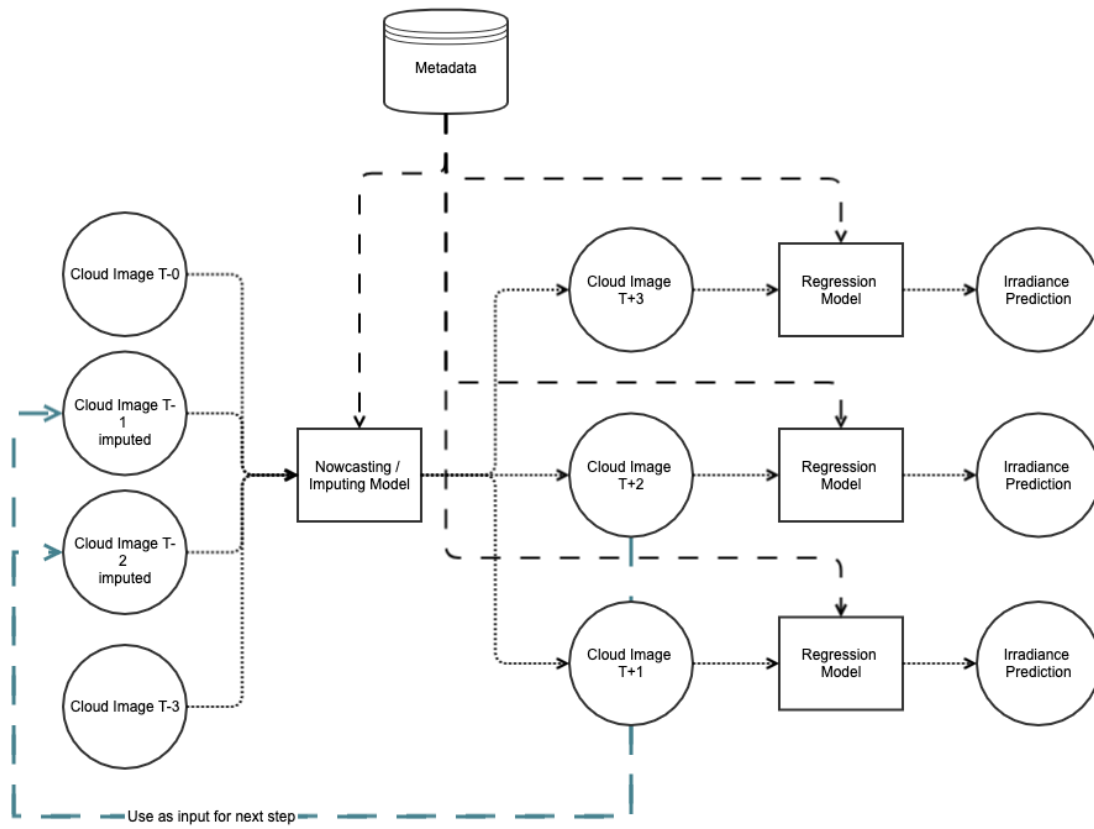 Metadata
Cloud Image T-0
Cloud Image T-
1
imputed
Cloud Image T-
2
imputed
Cloud Image T-3
Nowcasting /
Imputing Model
Cloud Image
T+3
Regression
Model
Irradiance
Prediction
Cloud Image
T+2
Regression
Model
Irradiance
Prediction
Cloud Image
T+1
Regression
Model
Irradiance
Prediction
Use as input for next step